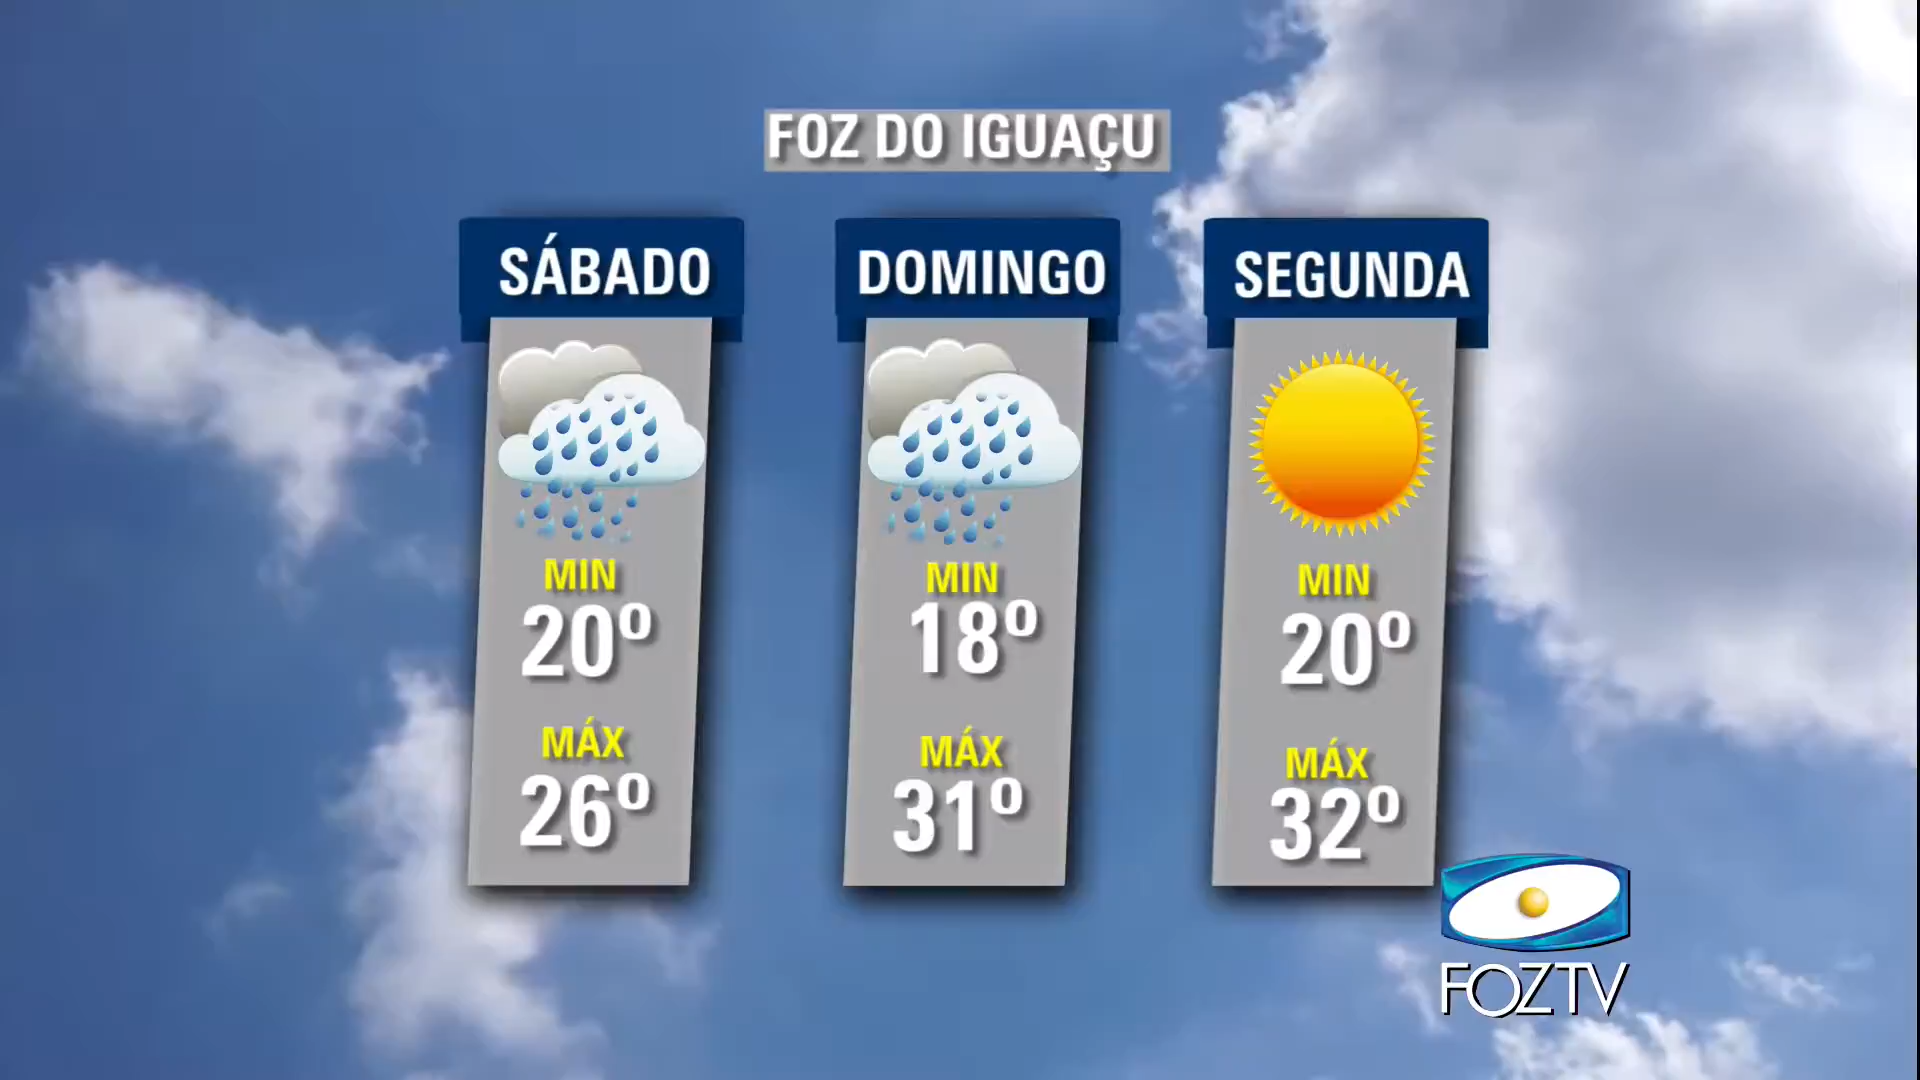 FOZ DO IGUAÇU
SÁBADO
MIN
20º
MÁX
26º
DOMINGO
MIN
18º
MÁX
31º
SEGUNDA
MIN
20º
MÁX
32º
FOZTV